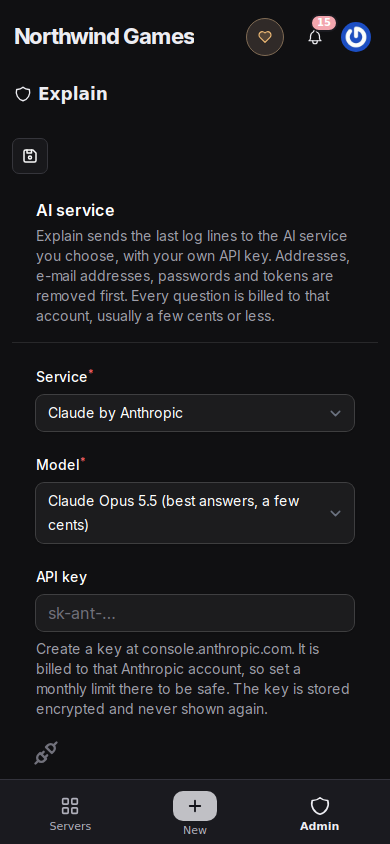 Northwind Games
15
Explain
AI service
Explain sends the last log lines to the AI service
you choose, with your own API key. Addresses,
e-mail addresses, passwords and tokens are
removed first. Every question is billed to that
account, usually a few cents or less.
Service*
Claude by Anthropic
Model*
Claude Opus 5.5 (best answers, a few
cents)
API key
sk-ant-...
Create a key at console.anthropic.com. It is
billed to that Anthropic account, so set a
monthly limit there to be safe. The key is stored
encrypted and never shown again.
Servers
New
Admin